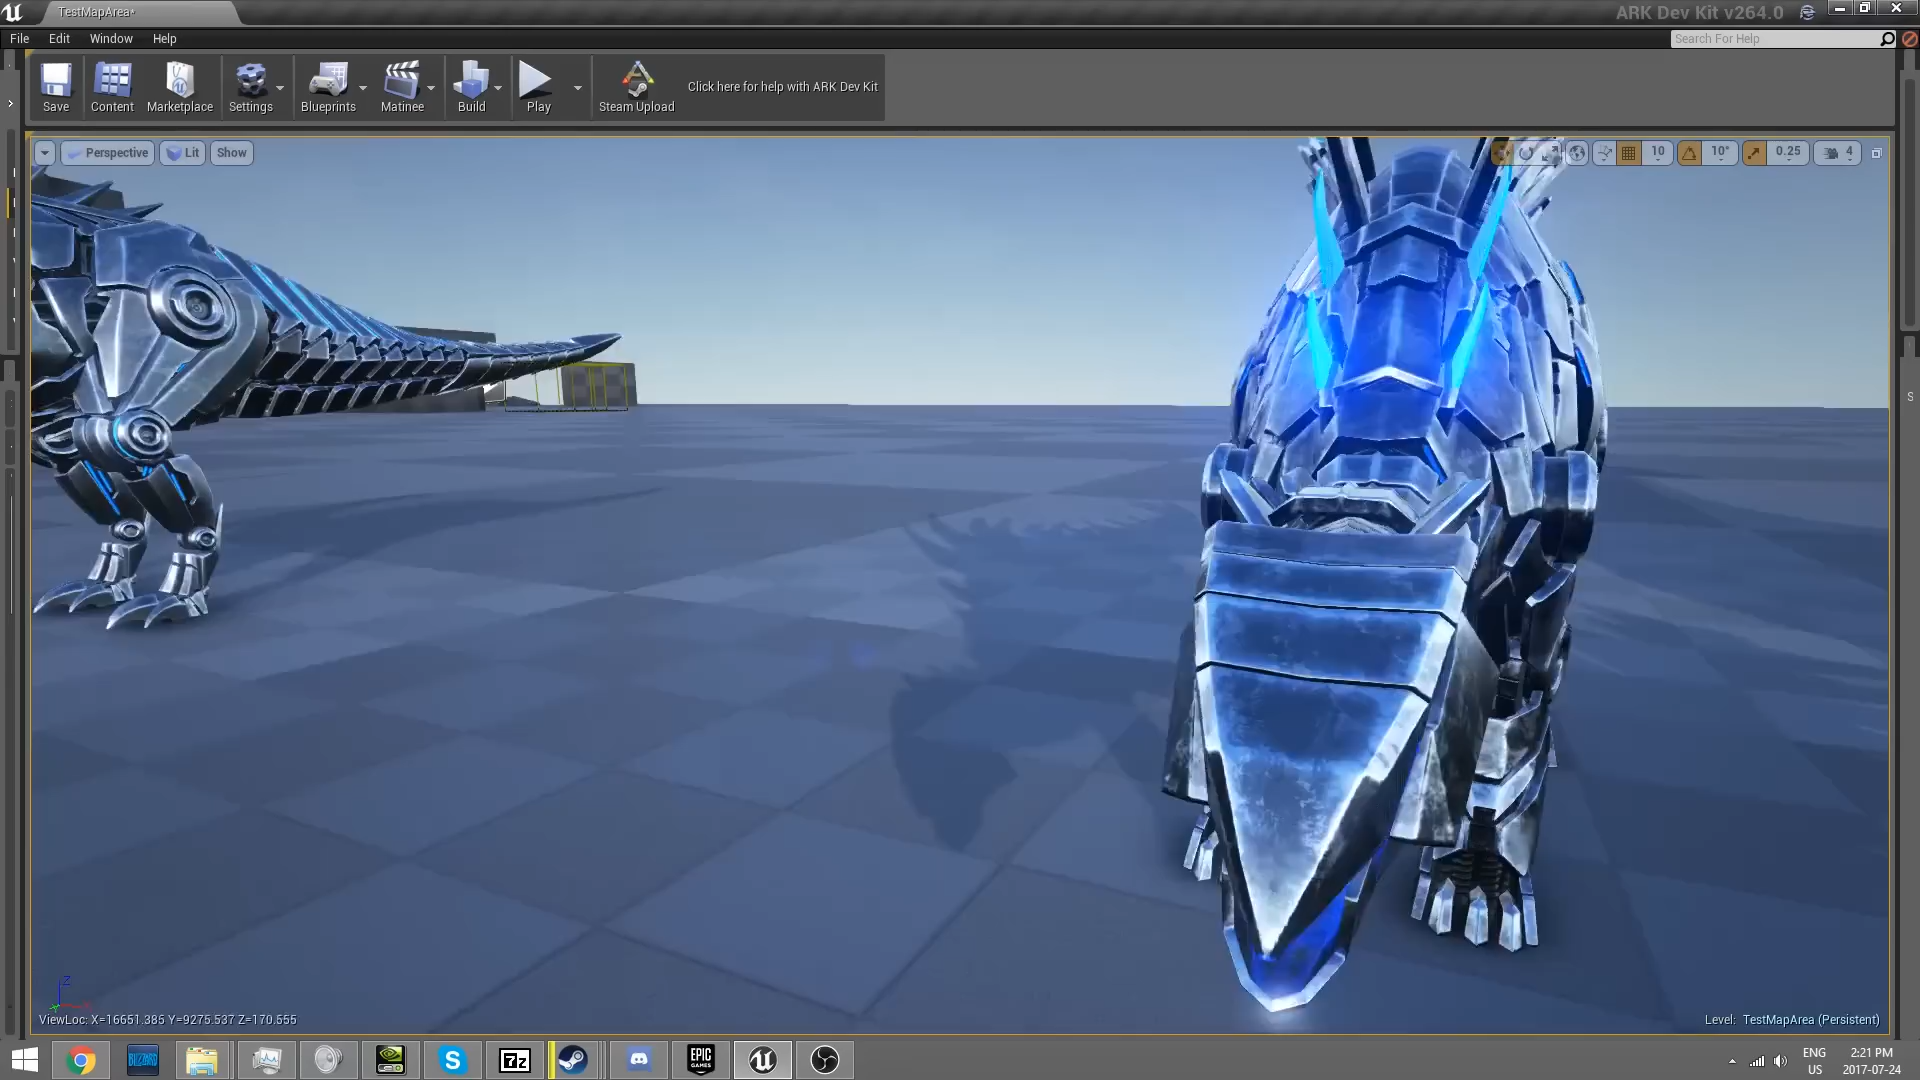 TestMapArea*
ARK Dev Kit v264.0
File Edit Window Help
Search For Help
Save Content Marketplace Settings Blueprints Matinee Build Play Steam Upload Click here for help with ARK Dev Kit
Perspective Lit Show
10 10° 0.25 4
S
Z
ViewLoc: X=16651.385 Y=9275.537 Z=170.555
Level: TestMapArea (Persistent)
BLIZZARD
S
7z
EPIC GAMES
ENG 2:21 PM
US 2017-07-24